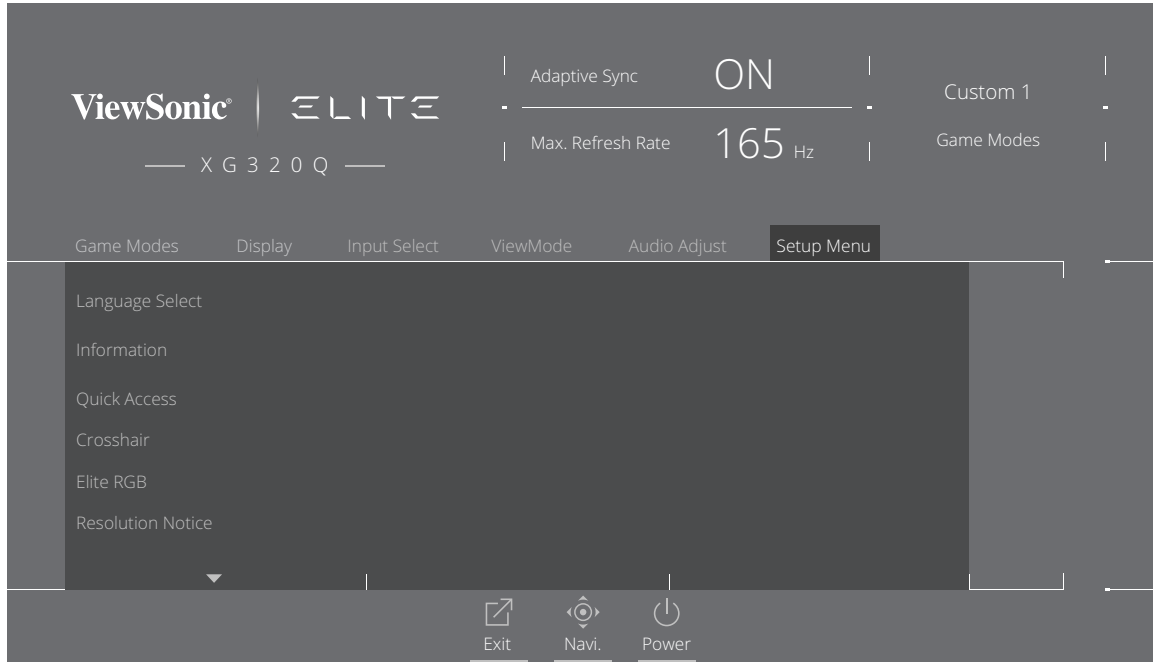 ViewSonic® ELITE
XG320Q
Adaptive Sync ON
Max. Refresh Rate 165 Hz
Custom 1
Game Modes
Game Modes Display Input Select ViewMode Audio Adjust Setup Menu
Language Select
Information
Quick Access
Crosshair
Elite RGB
Resolution Notice
Exit Navi. Power